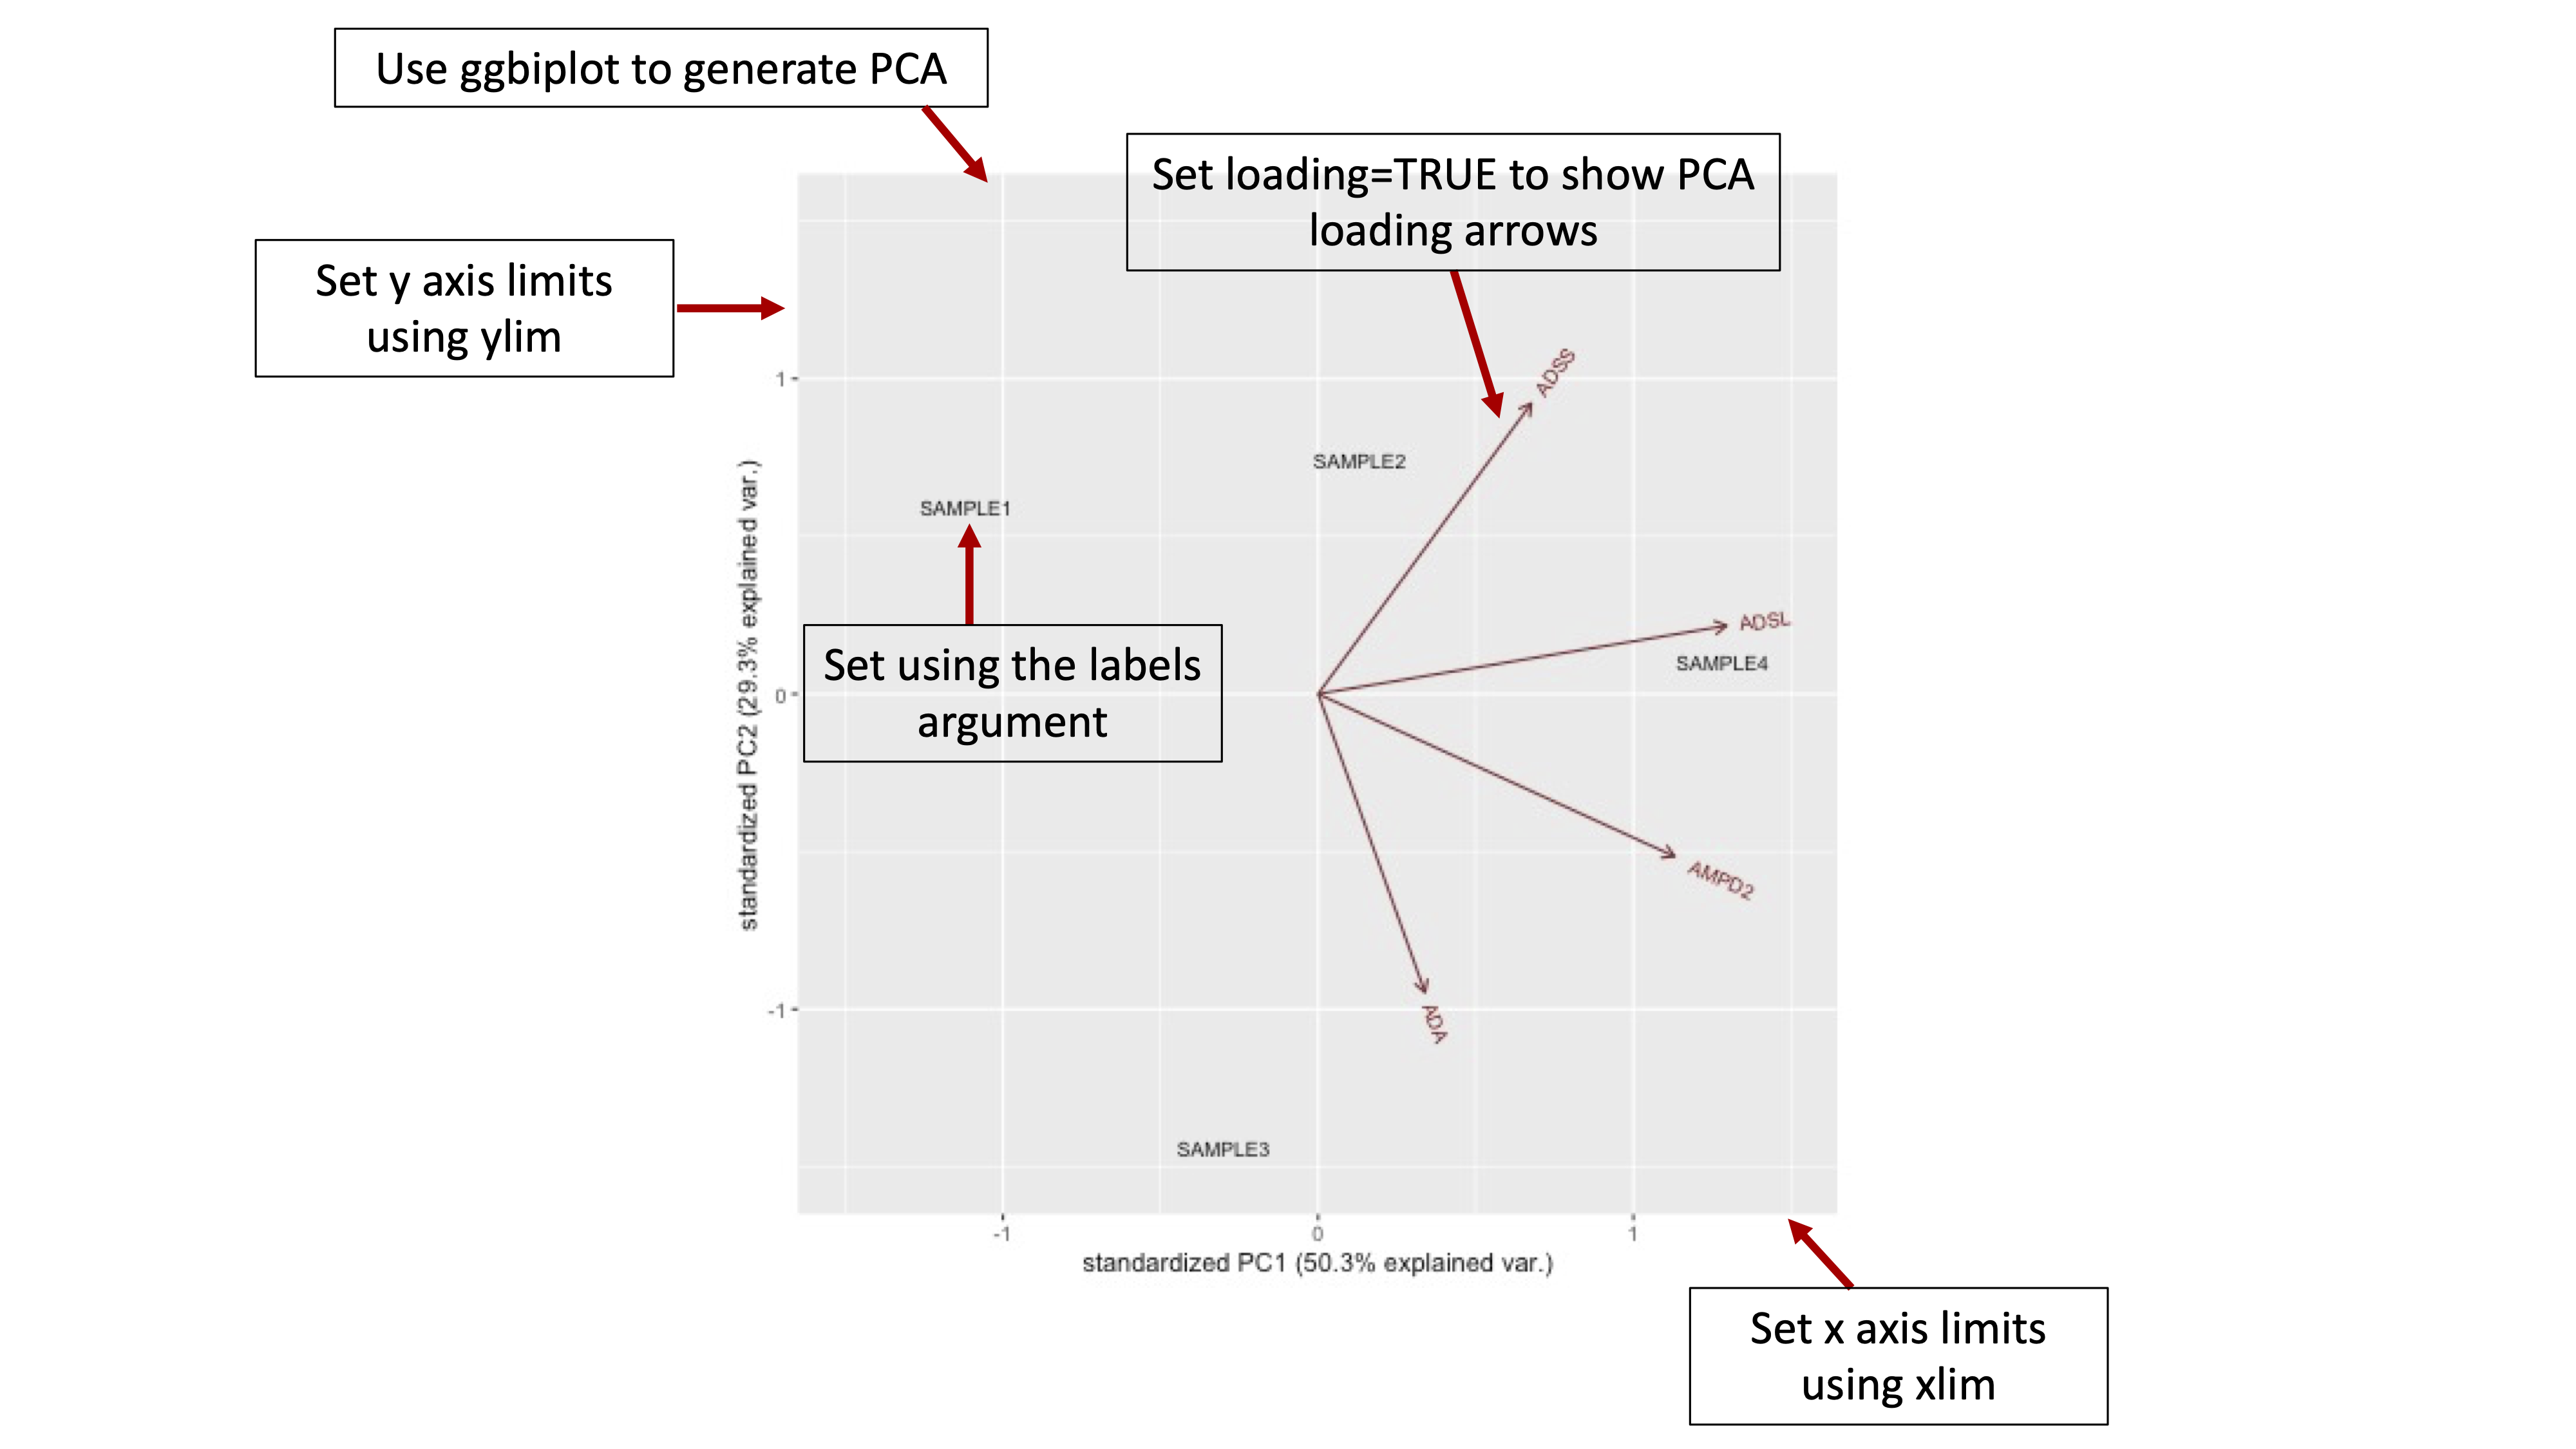 Use ggbiplot to generate PCA
Set loading=TRUE to show PCA
loading arrows
Set y axis limits
using ylim
ADSS
1
SAMPLE2
SAMPLE1
standardized PC2 (29.3% explained var.)
ADSL
Set using the labels
argument
SAMPLE4
0
AMPD2
-1
ADA
SAMPLE3
-1
0
1
standardized PC1 (50.3% explained var.)
Set x axis limits
using xlim